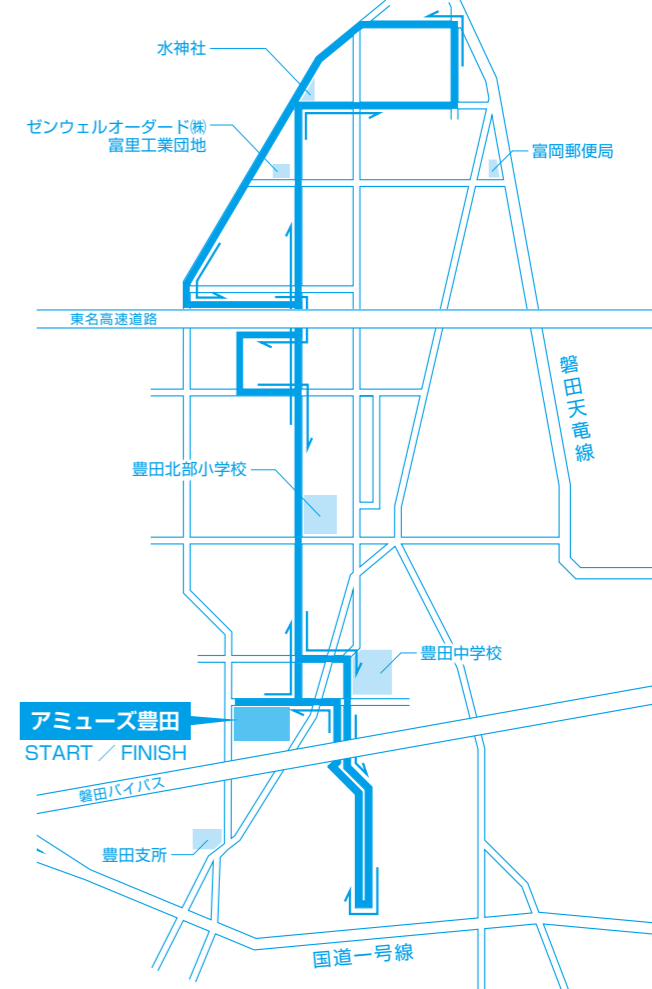 水神社
ゼンウェルオーダード㈱
富里工業団地
富岡郵便局
東名高速道路
磐田天竜線
豊田北部小学校
豊田中学校
アミューズ豊田
START ／ FINISH
磐田バイパス
豊田支所
国道一号線